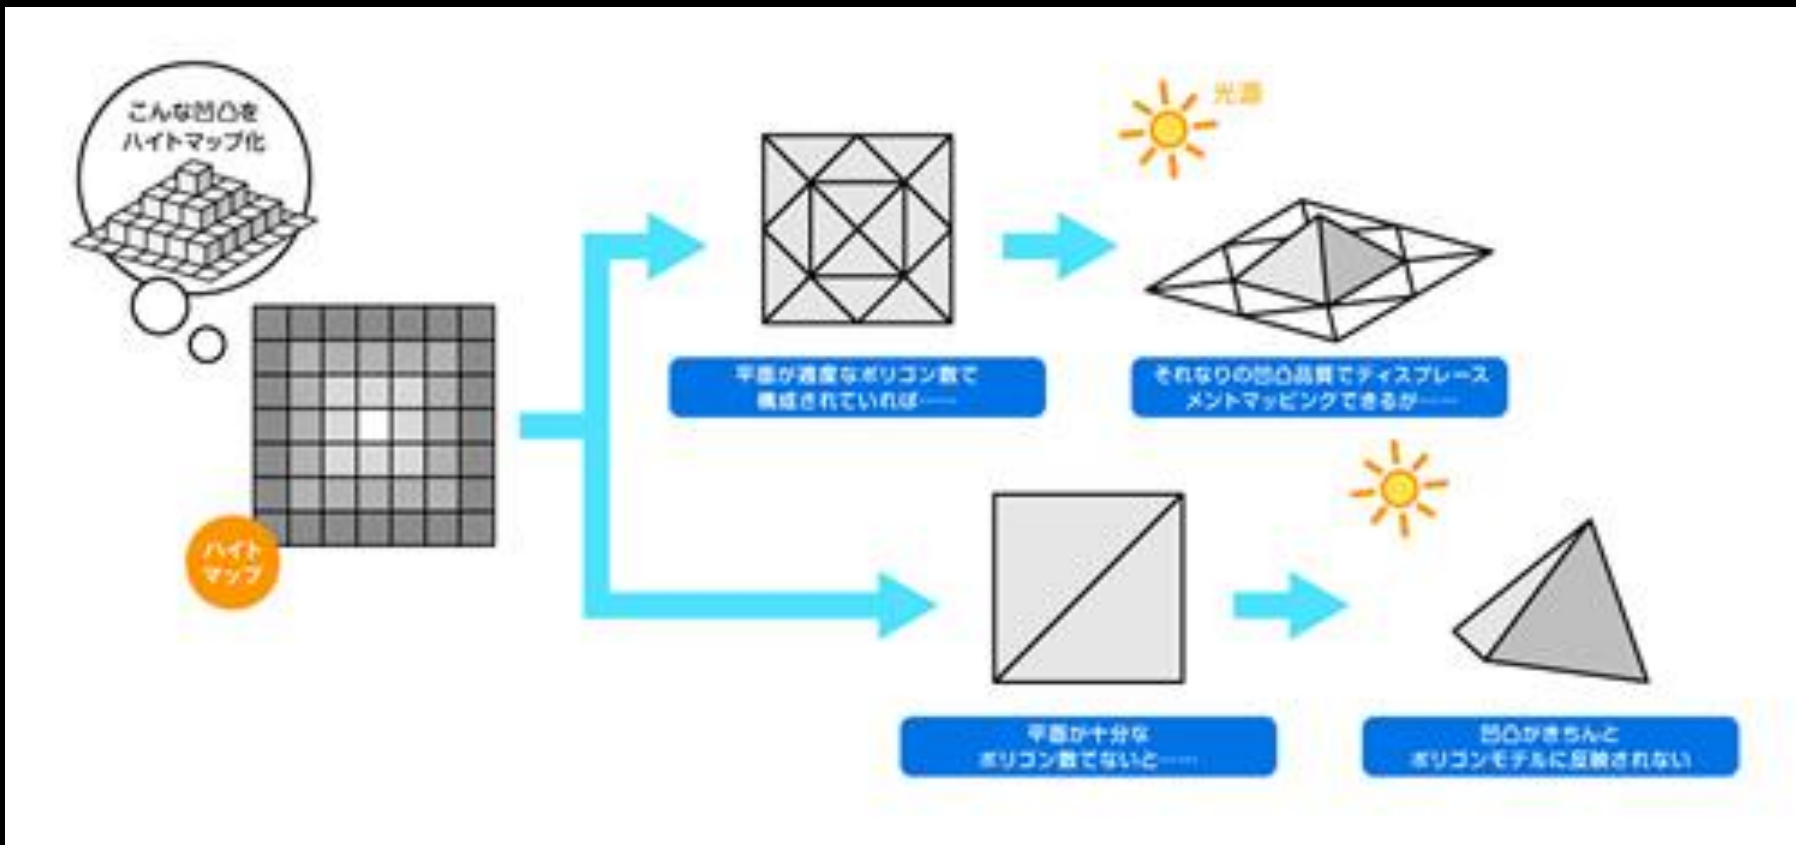 こんな凹凸を
ハイトマップ化
ハイト
マップ
光源
平面が適度なポリゴン数で
構成されていれば……
それなりの凹凸品質でディスプレース
メントマッピングできるが……
平面が十分な
ポリゴン数でないと……
凹凸がきちんと
ポリゴンモデルに反映されない